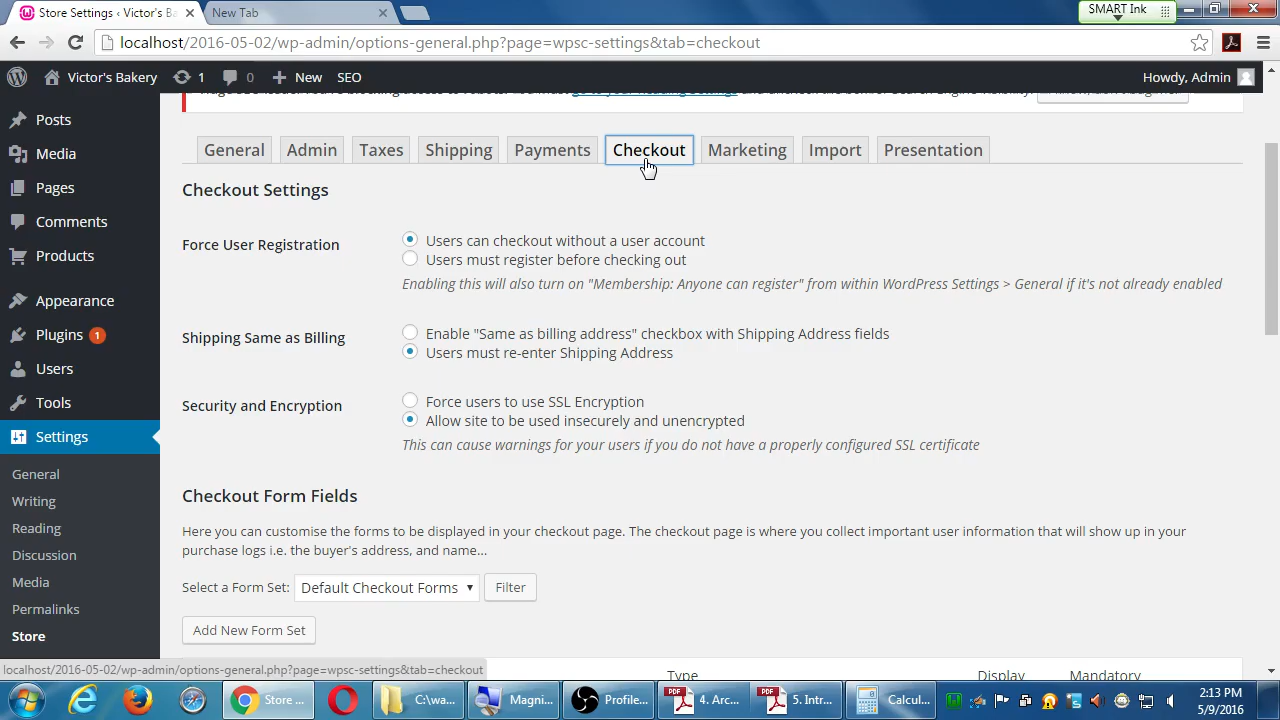 Store Settings ‹ Victor's Ba
New Tab
SMART Ink
localhost/2016-05-02/wp-admin/options-general.php?page=wpsc-settings&tab=checkout
Victor's Bakery
1
0
New
SEO
Howdy, Admin
Posts
Media
Pages
Comments
Products
Appearance
Plugins 1
Users
Tools
Settings
General
Writing
Reading
Discussion
Media
Permalinks
Store
General
Admin
Taxes
Shipping
Payments
Checkout
Marketing
Import
Presentation
Checkout Settings
Force User Registration
Users can checkout without a user account
Users must register before checking out
Enabling this will also turn on "Membership: Anyone can register" from within WordPress Settings > General if it's not already enabled
Shipping Same as Billing
Enable "Same as billing address" checkbox with Shipping Address fields
Users must re-enter Shipping Address
Security and Encryption
Force users to use SSL Encryption
Allow site to be used insecurely and unencrypted
This can cause warnings for your users if you do not have a properly configured SSL certificate
Checkout Form Fields
Here you can customise the forms to be displayed in your checkout page. The checkout page is where you collect important user information that will show up in your
purchase logs i.e. the buyer's address, and name...
Select a Form Set: Default Checkout Forms Filter
Add New Form Set
Type
Display
Mandatory
localhost/2016-05-02/wp-admin/options-general.php?page=wpsc-settings&tab=checkout
Store ...
C:\wa...
Magni...
Profile...
PDF
4. Arc...
PDF
5. Intr...
Calcul...
2:13 PM
5/9/2016